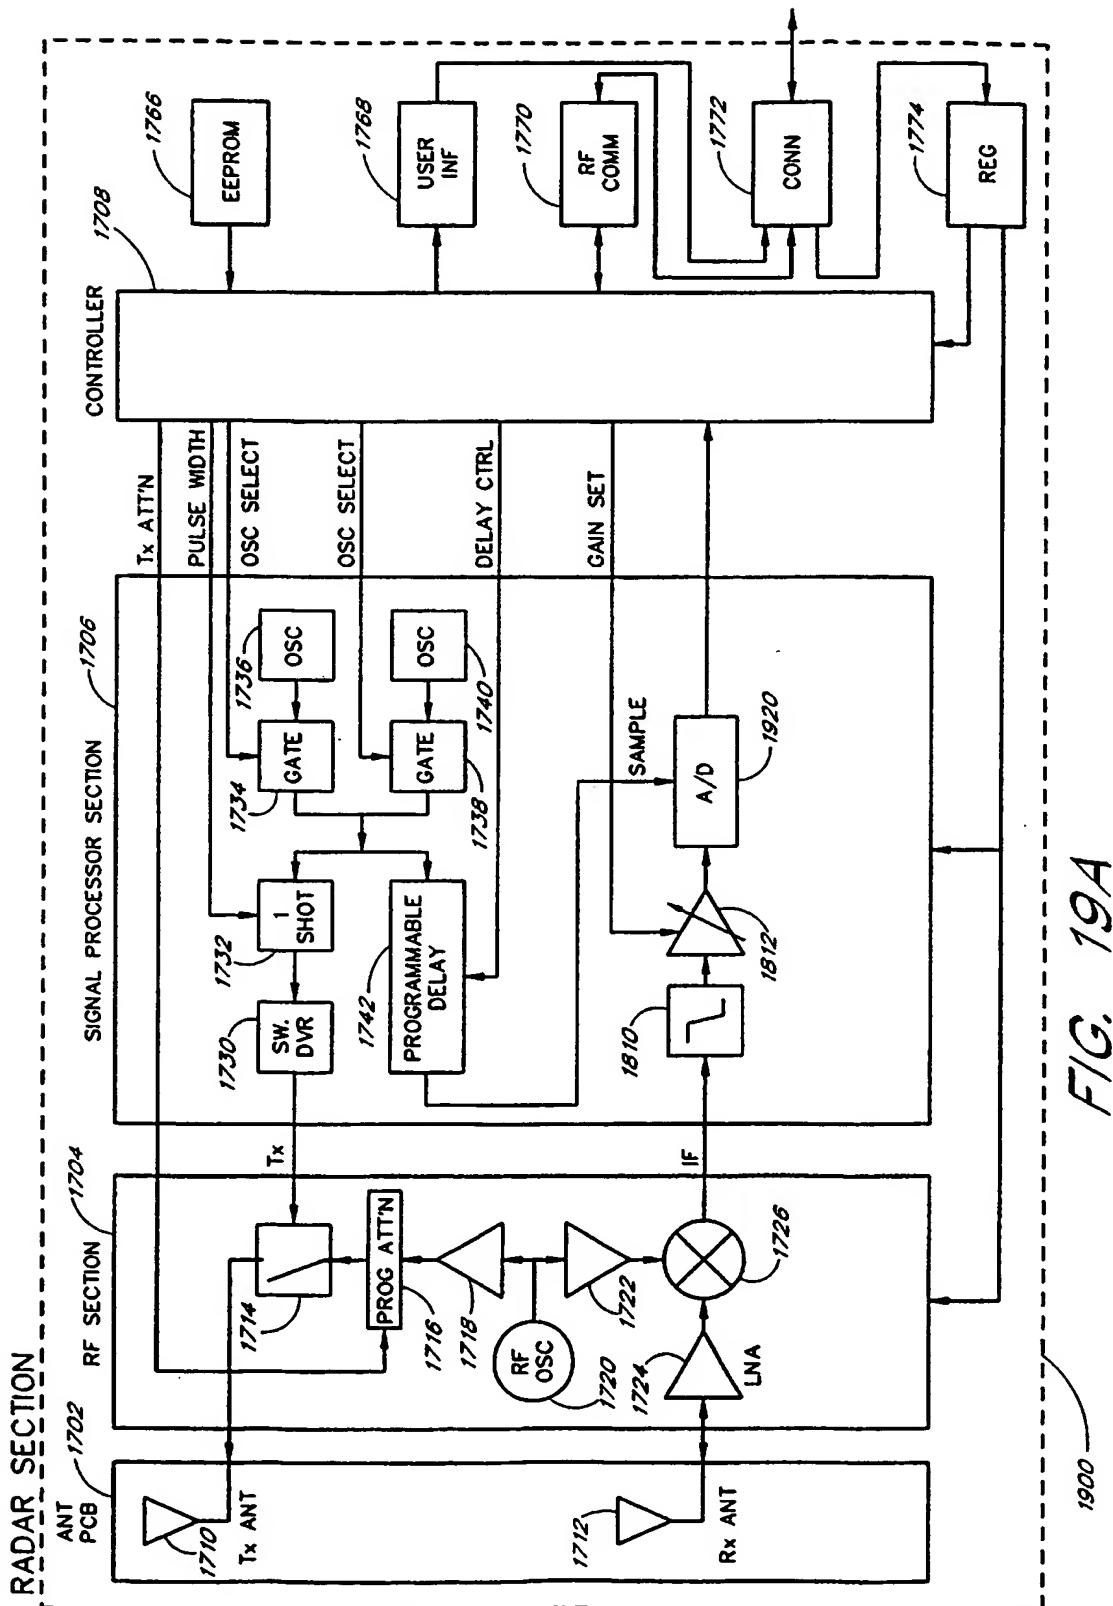 RADAR SECTION
ANT
PCB
1702
1710
Tx ANT
1712
Rx ANT
RF SECTION
1704
1714
PROG ATT'N
1716
1718
RF
OSC
1720
1722
1724
LNA
1726
Tx
IF
SIGNAL PROCESSOR SECTION
1706
SW.
DVR
1730
1
SHOT
1732
GATE
1734
OSC
1736
GATE
1738
OSC
1740
PROGRAMMABLE
DELAY
1742
1810
1812
SAMPLE
A/D
1920
Tx ATT'N
PULSE WIDTH
OSC SELECT
OSC SELECT
DELAY CTRL
GAIN SET
CONTROLLER
1708
EEPROM
1766
USER
INF
1768
RF
COMM
1770
CONN
1772
REG
1774
1900
FIG. 19A